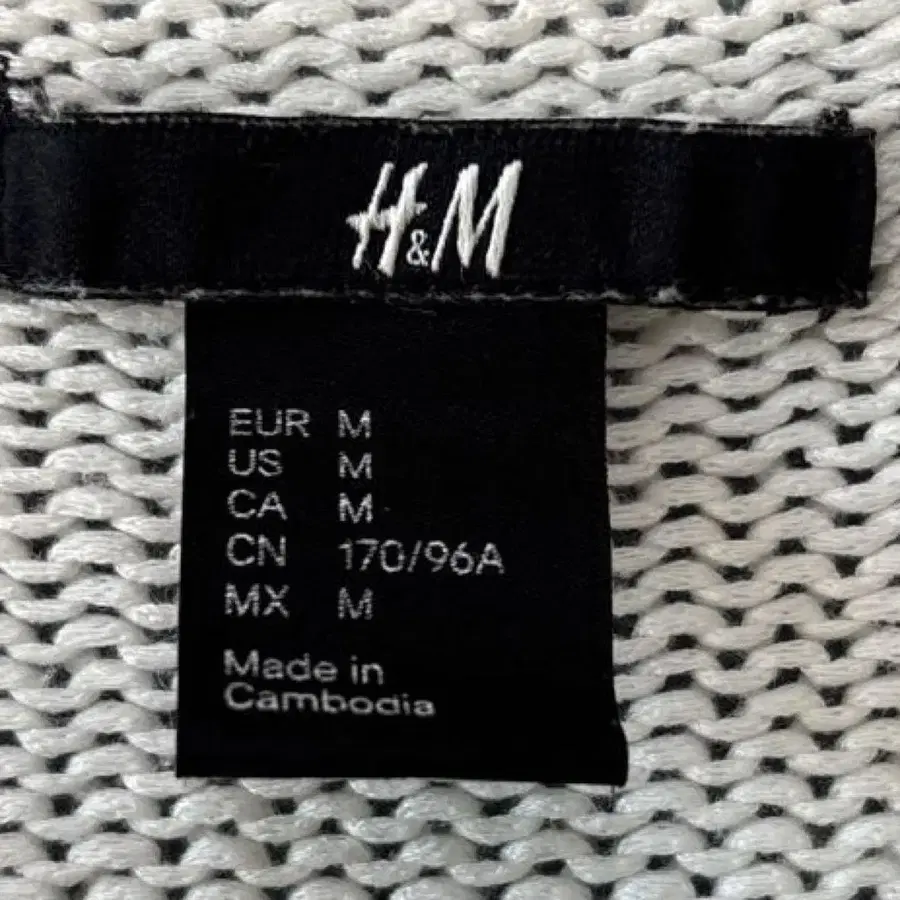 H&M
EUR M
US M
CA M
CN 170/96A
MX M
Made in
Cambodia